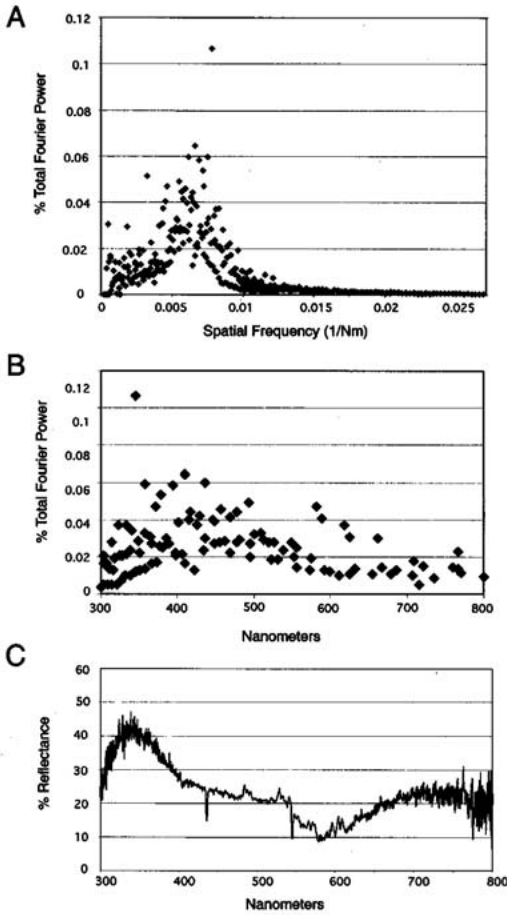 A
% Total Fourier Power
0.12
0.1
0.08
0.06
0.04
0.02
0
0 0.005 0.01 0.015 0.02 0.025
Spatial Frequency (1/Nm)
B
% Total Fourier Power
0.12
0.1
0.08
0.06
0.04
0.02
0
300 400 500 600 700 800
Nanometers
C
% Reflectance
60
50
40
30
20
10
0
300 400 500 600 700 800
Nanometers